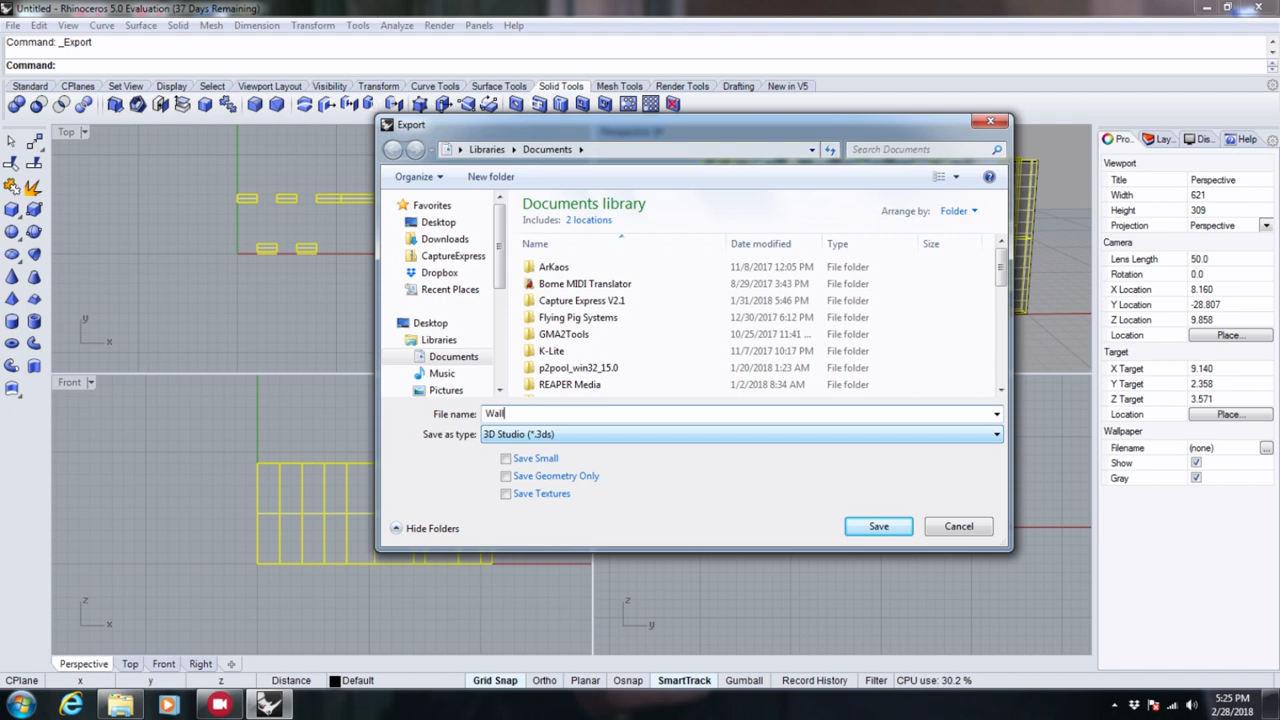 Untitled - Rhinoceros 5.0 Evaluation (37 Days Remaining)
File Edit View Curve Surface Solid Mesh Dimension Transform Tools Analyze Render Panels Help
Command: _Export
Command:
Standard CPlanes Set View Display Select Viewport Layout Visibility Transform Curve Tools Surface Tools Solid Tools Mesh Tools Render Tools Drafting New in V5
Top
Front
Export
Libraries Documents
Search Documents
Organize New folder
Favorites
Desktop
Downloads
CaptureExpress
Dropbox
Recent Places
Desktop
Libraries
Documents
Music
Pictures
Documents library
Includes: 2 locations
Arrange by: Folder
Name Date modified Type Size
ArKaos 11/8/2017 12:05 PM File folder
Bome MIDI Translator 8/29/2017 3:43 PM File folder
Capture Express V2.1 1/31/2018 5:46 PM File folder
Flying Pig Systems 12/30/2017 6:12 PM File folder
GMA2Tools 10/25/2017 11:41 ... File folder
K-Lite 11/7/2017 10:17 PM File folder
p2pool_win32_15.0 1/20/2018 1:23 AM File folder
REAPER Media 1/2/2018 8:34 AM File folder
File name: Wall
Save as type: 3D Studio (*.3ds)
Save Small
Save Geometry Only
Save Textures
Hide Folders
Save Cancel
Pro... Lay... Dis... Help
Viewport
Title Perspective
Width 621
Height 309
Projection Perspective
Camera
Lens Length 50.0
Rotation 0.0
X Location 8.160
Y Location -28.807
Z Location 9.858
Location Place...
Target
X Target 9.140
Y Target 2.358
Z Target 3.571
Location Place...
Wallpaper
Filename (none) ...
Show
Gray
y
x
z
x
z
y
Perspective Top Front Right
CPlane x y z Distance Default Grid Snap Ortho Planar Osnap SmartTrack Gumball Record History Filter CPU use: 30.2 %
5:25 PM
2/28/2018